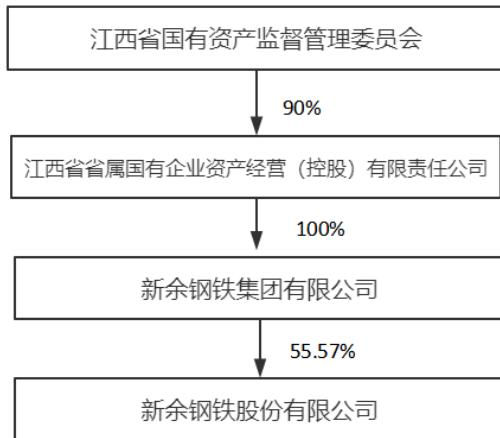 江西省国有资产监督管理委员会
90%
江西省省属国有企业资产经营（控股）有限责任公司
100%
新余钢铁集团有限公司
55.57%
新余钢铁股份有限公司